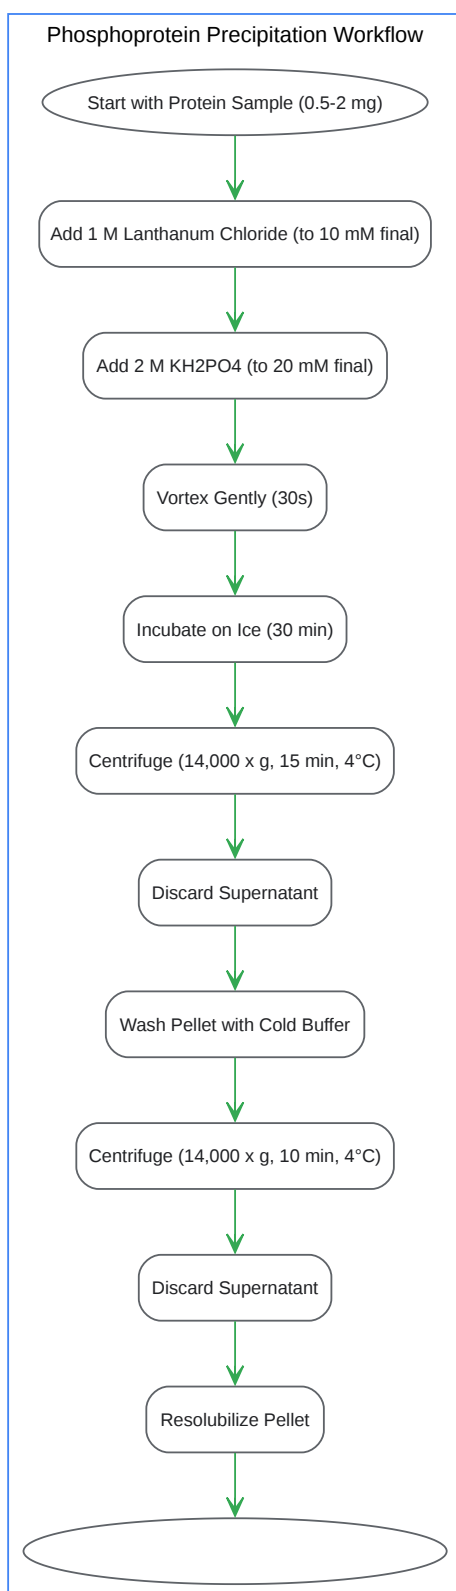 Phosphoprotein Precipitation Workflow
Start with Protein Sample (0.5-2 mg)
Add 1 M Lanthanum Chloride (to 10 mM final)
Add 2 M KH2PO4 (to 20 mM final)
Vortex Gently (30s)
Incubate on Ice (30 min)
Centrifuge (14,000 x g, 15 min, 4°C)
Discard Supernatant
Wash Pellet with Cold Buffer
Centrifuge (14,000 x g, 10 min, 4°C)
Discard Supernatant
Resolubilize Pellet